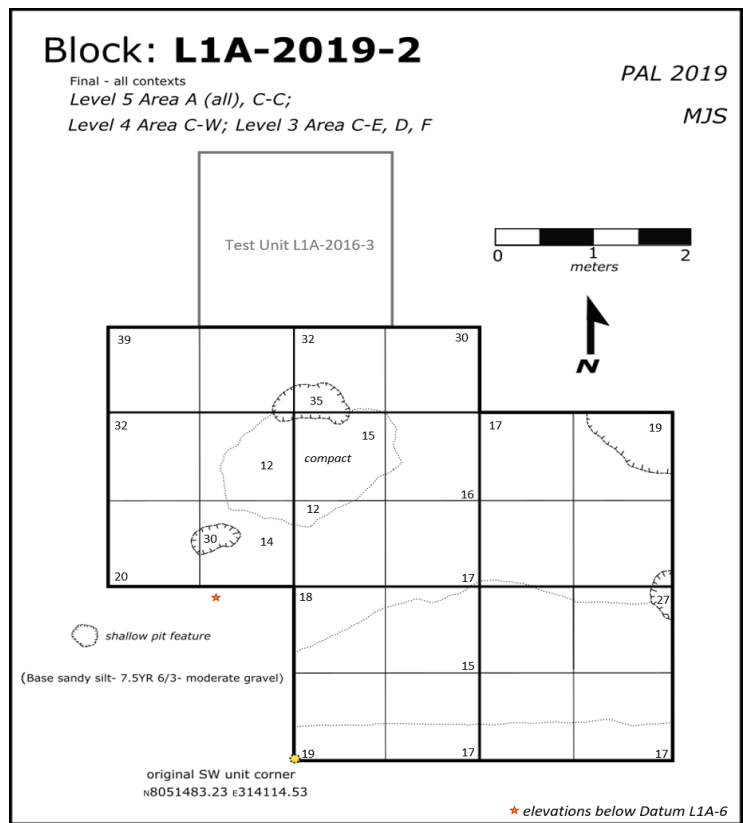 Block: L1A-2019-2
Final - all contexts
Level 5 Area A (all), C-C;
Level 4 Area C-W; Level 3 Area C-E, D, F
PAL 2019
MJS
Test Unit L1A-2016-3
0 1 2
meters
N
39 32 30
35
32 15 17 19
12 compact
16
12
30 14
20 17
18 27
shallow pit feature
15
(Base sandy silt- 7.5YR 6/3- moderate gravel)
19 17 17
original SW unit corner
N8051483.23 E314114.53
elevations below Datum L1A-6